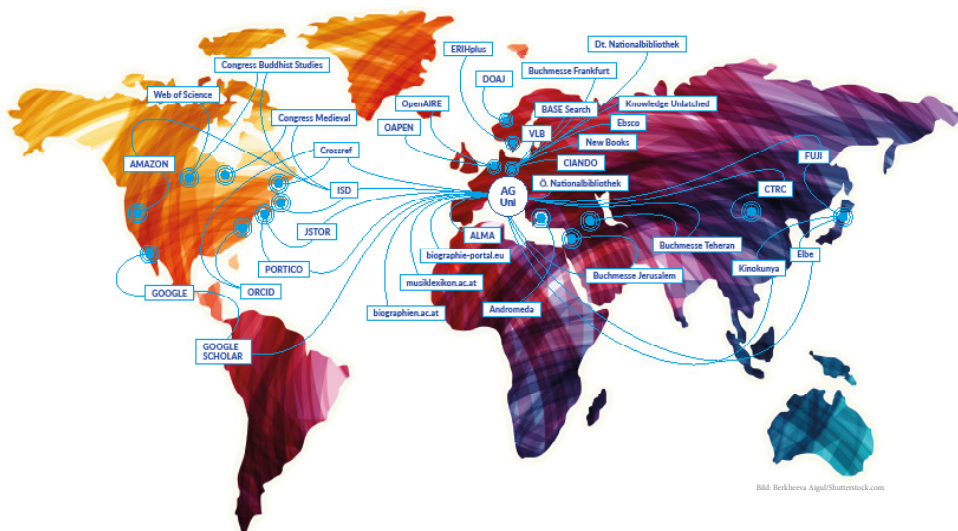 ERIHplus
Dt. Nationalbibliothek
Congress Buddhist Studies
DOAJ
Buchmesse Frankfurt
Web of Science
OpenAIRE
BASE Search
Knowledge Unlatched
Congress Medieval
OAPEN
VLB
Ebsco
New Books
Crossref
AMAZON
CIANDO
FUJI
ISD
AG
Uni
Ö. Nationalbibliothek
CTRC
JSTOR
ALMA
Buchmesse Teheran
biographie-portal.eu
Elbe
PORTICO
Buchmesse Jerusalem
Kinokunya
musiklexikon.ac.at
GOOGLE
ORCID
biographien.ac.at
Andromeda
GOOGLE
SCHOLAR
Bild: Berkheeva Aigul/Shutterstock.com